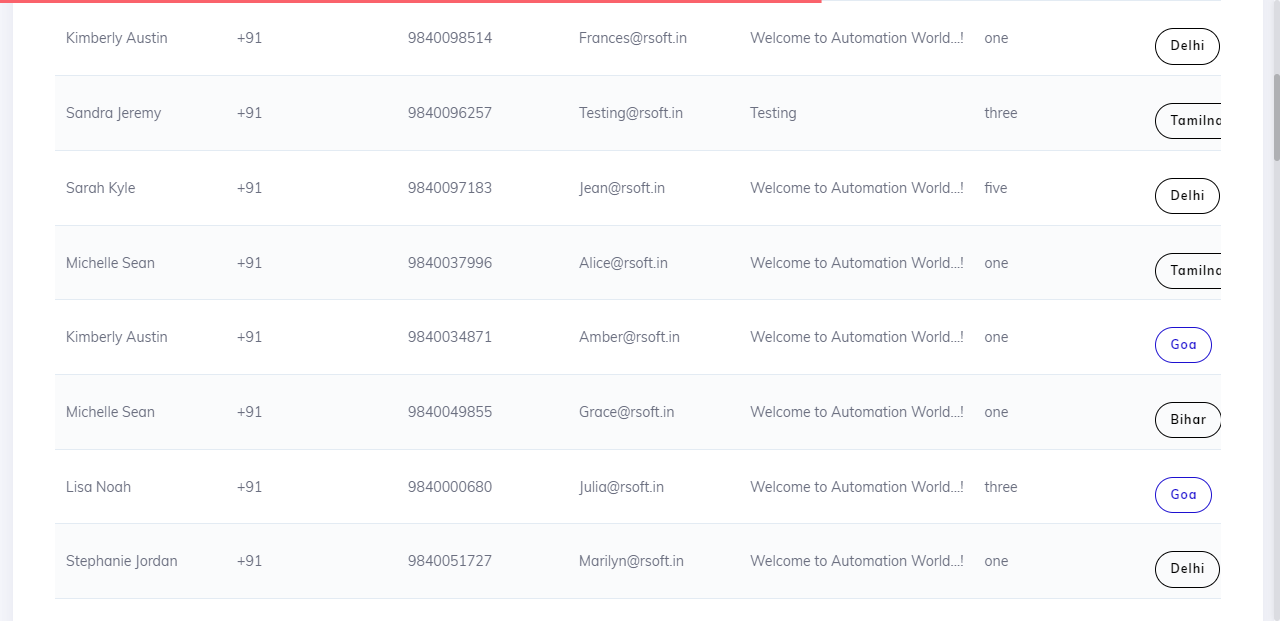 Kimberly Austin +91 9840098514 Frances@rsoft.in Welcome to Automation World...! one Delhi
Sandra Jeremy +91 9840096257 Testing@rsoft.in Testing three Tamilna
Sarah Kyle +91 9840097183 Jean@rsoft.in Welcome to Automation World...! five Delhi
Michelle Sean +91 9840037996 Alice@rsoft.in Welcome to Automation World...! one Tamilna
Kimberly Austin +91 9840034871 Amber@rsoft.in Welcome to Automation World...! one Goa
Michelle Sean +91 9840049855 Grace@rsoft.in Welcome to Automation World...! one Bihar
Lisa Noah +91 9840000680 Julia@rsoft.in Welcome to Automation World...! three Goa
Stephanie Jordan +91 9840051727 Marilyn@rsoft.in Welcome to Automation World...! one Delhi